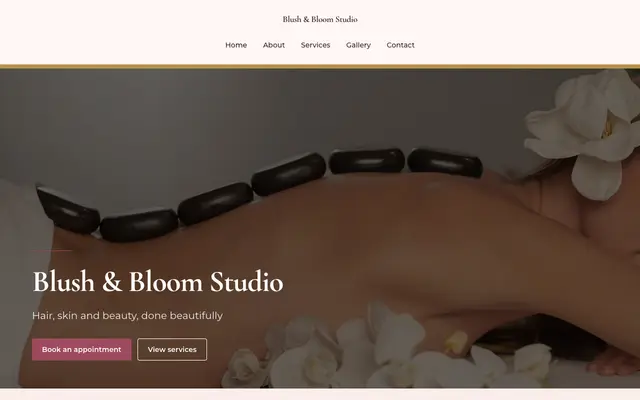 Blush & Bloom Studio
Home About Services Gallery Contact
Blush & Bloom Studio
Hair, skin and beauty, done beautifully
Book an appointment View services